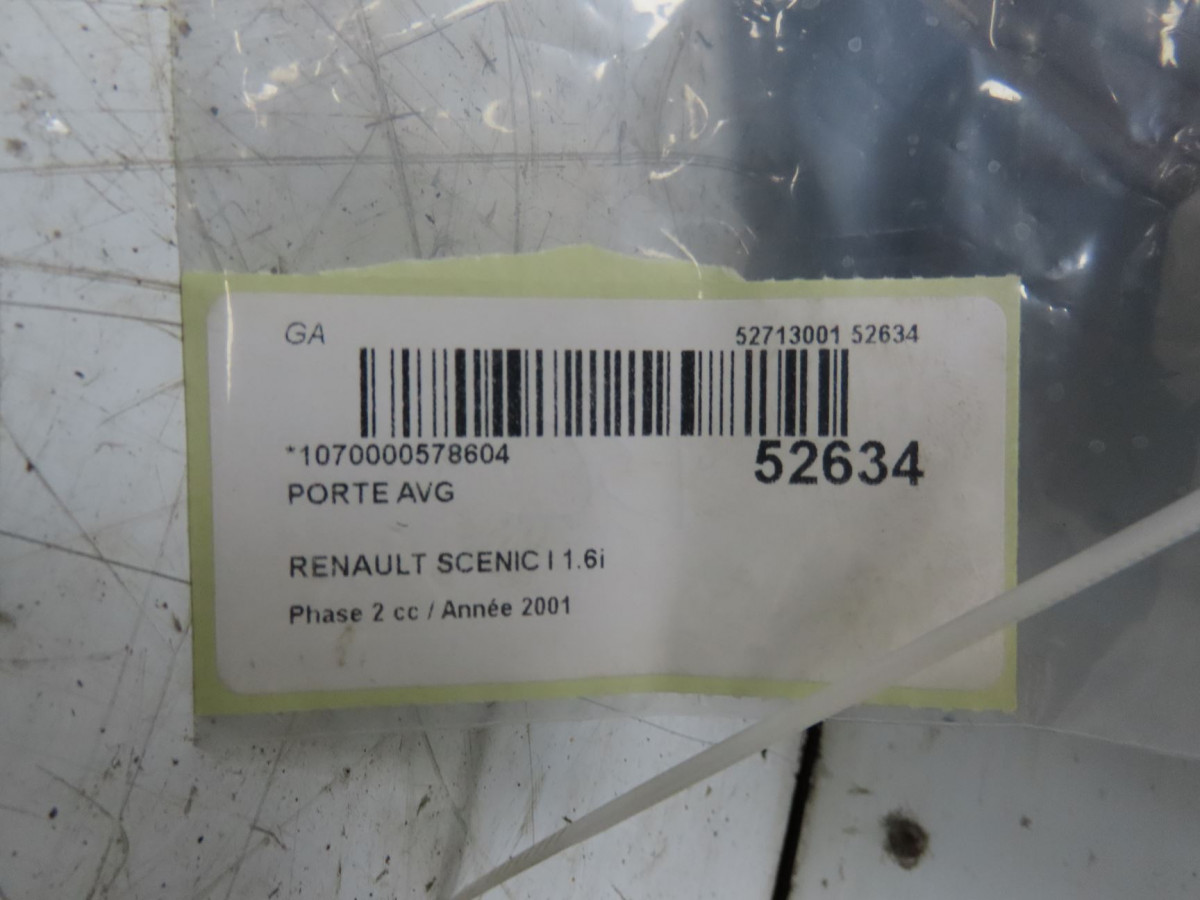 GA 52713001 52634
*1070000578604 52634
PORTE AVG
RENAULT SCENIC I 1.6i
Phase 2 cc / Année 2001